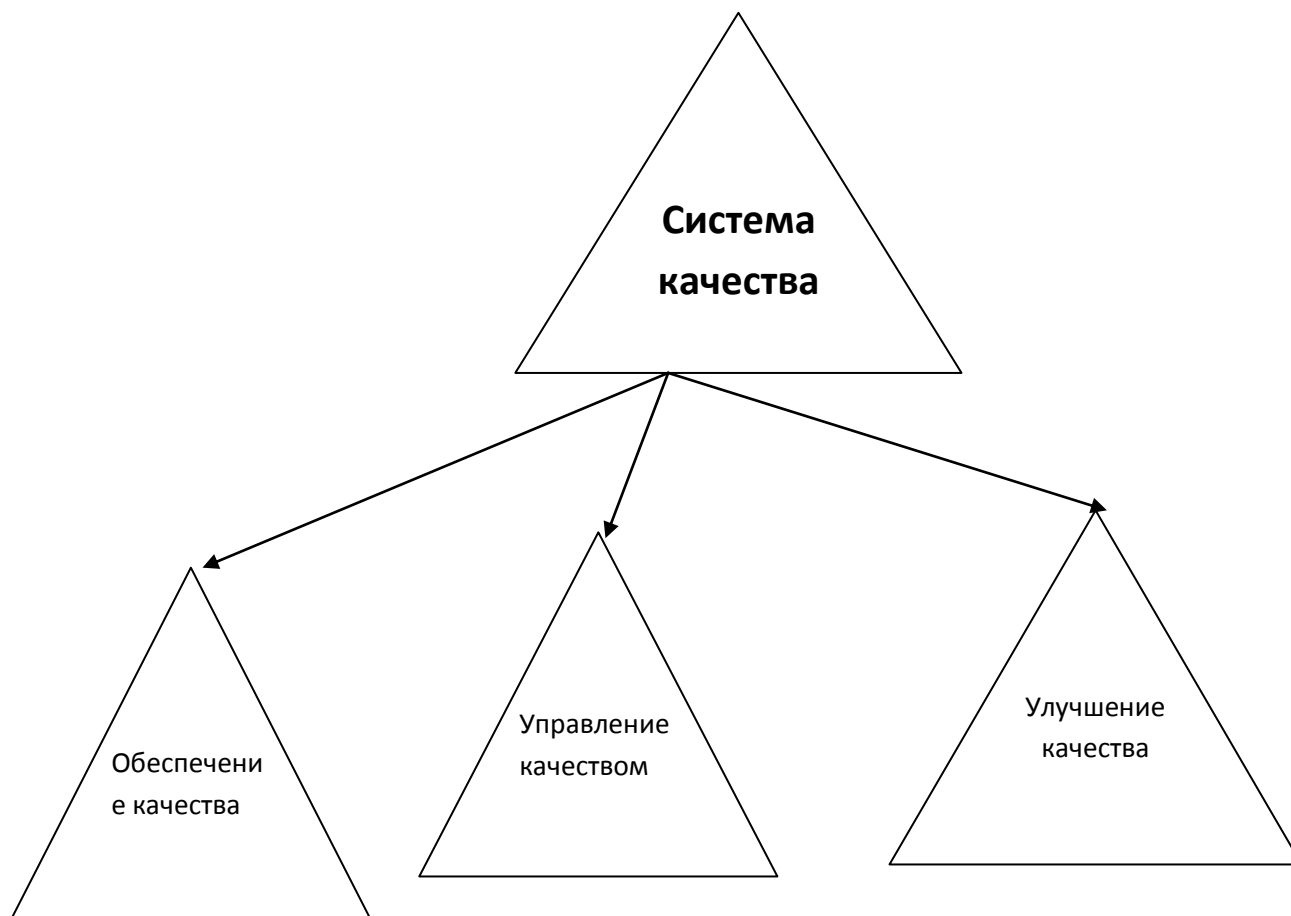 Система
качества
Обеспечени
е качества
Управление
качеством
Улучшение
качества